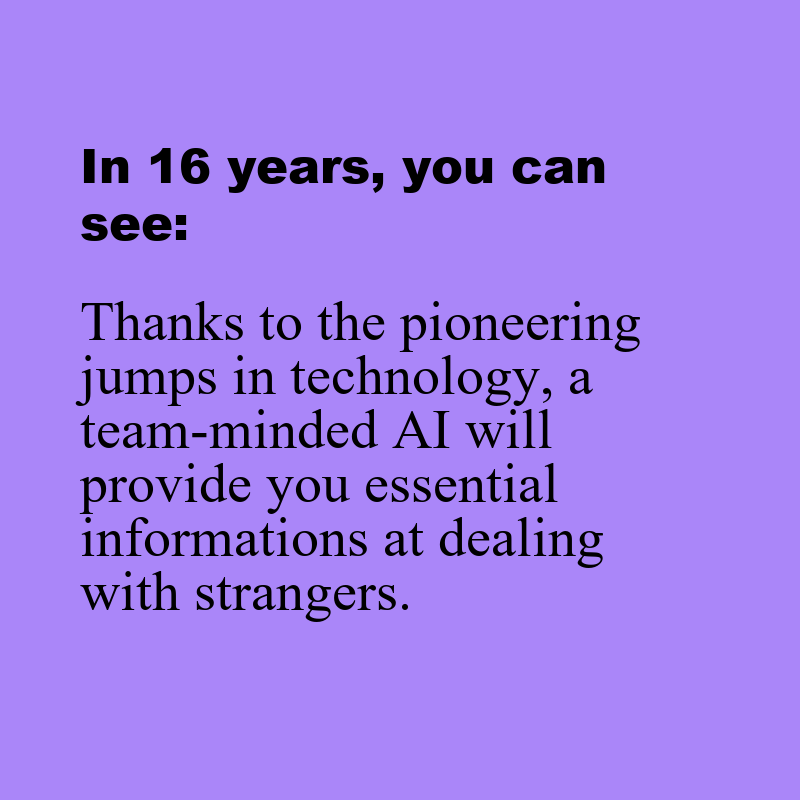 In 16 years, you can
see:
Thanks to the pioneering
jumps in technology, a
team-minded AI will
provide you essential
informations at dealing
with strangers.